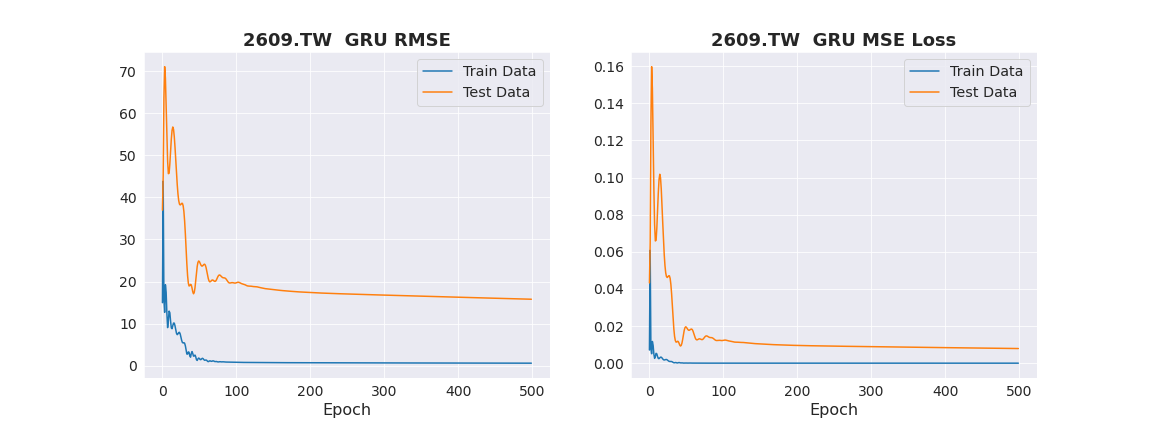 2609.TW  GRU RMSE
Train Data
Test Data
70
60
50
40
30
20
10
0
0 100 200 300 400 500
Epoch
2609.TW  GRU MSE Loss
Train Data
Test Data
0.16
0.14
0.12
0.10
0.08
0.06
0.04
0.02
0.00
0 100 200 300 400 500
Epoch